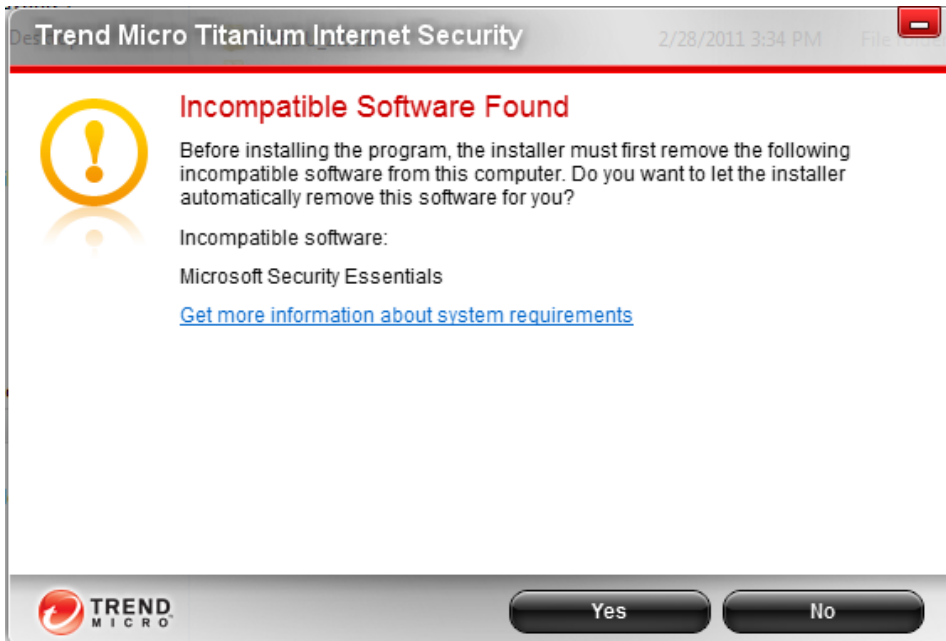 Trend Micro Titanium Internet Security
2/28/2011 3:34 PM File
Incompatible Software Found
Before installing the program, the installer must first remove the following
incompatible software from this computer. Do you want to let the installer
automatically remove this software for you?
Incompatible software:
Microsoft Security Essentials
Get more information about system requirements
TREND
MICRO
Yes No